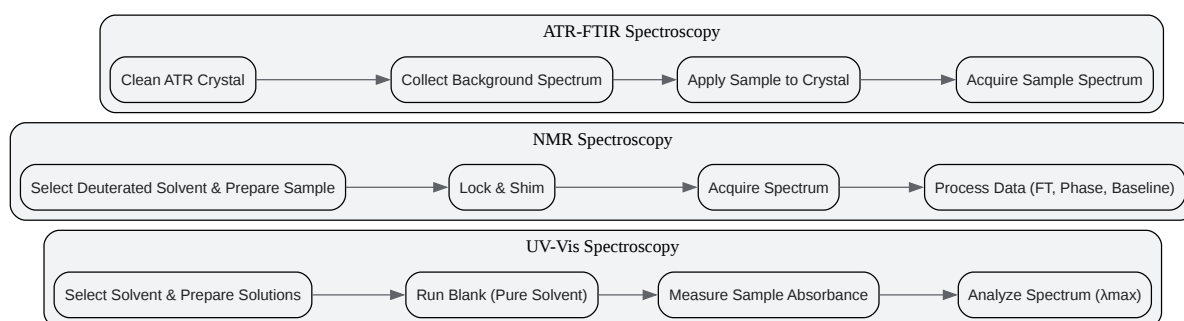 ATR-FTIR Spectroscopy
Clean ATR Crystal
Collect Background Spectrum
Apply Sample to Crystal
Acquire Sample Spectrum
NMR Spectroscopy
Select Deuterated Solvent & Prepare Sample
Lock & Shim
Acquire Spectrum
Process Data (FT, Phase, Baseline)
UV-Vis Spectroscopy
Select Solvent & Prepare Solutions
Run Blank (Pure Solvent)
Measure Sample Absorbance
Analyze Spectrum (λmax)